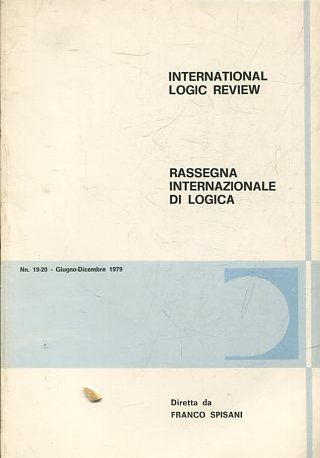 INTERNATIONAL
LOGIC REVIEW
RASSEGNA
INTERNAZIONALE
DI LOGICA
Nn. 19-20 - Giugno-Dicembre 1979
Diretta da
FRANCO SPISANI